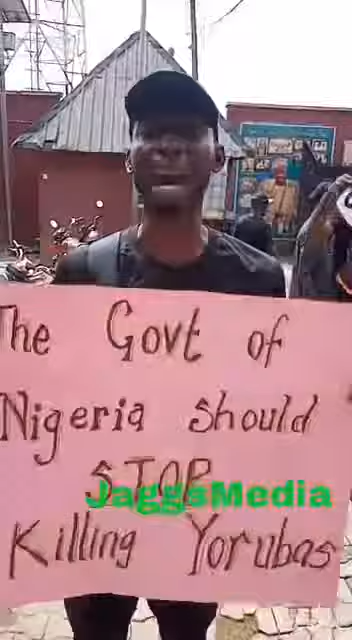 The Govt of
Nigeria should
STOP
JaggsMedia
Killing Yorubas